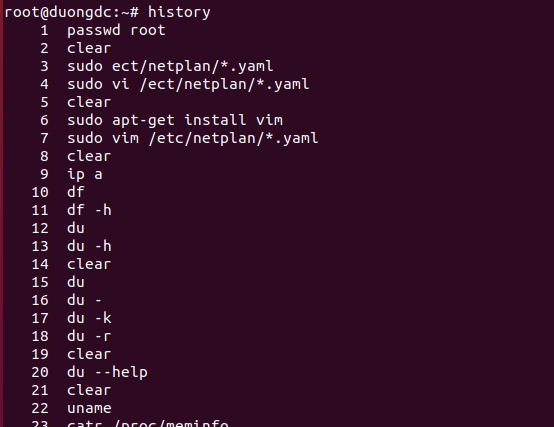 root@duongdc:~# history
1 passwd root
2 clear
3 sudo ect/netplan/*.yaml
4 sudo vi /ect/netplan/*.yaml
5 clear
6 sudo apt-get install vim
7 sudo vim /etc/netplan/*.yaml
8 clear
9 ip a
10 df
11 df -h
12 du
13 du -h
14 clear
15 du
16 du -
17 du -k
18 du -r
19 clear
20 du --help
21 clear
22 uname
23 catr /proc/meminfo